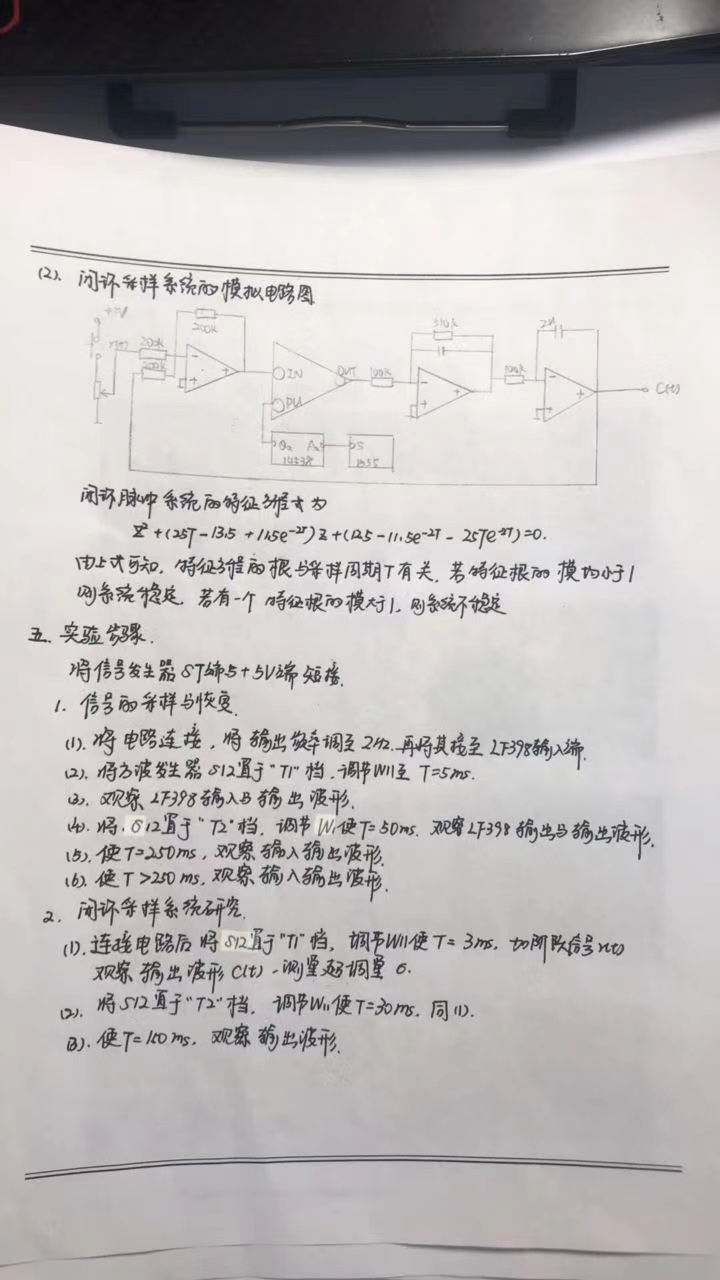 (2). 闭环采样系统的模拟电路图
+5V
r(t)
200K
200K
200K
IN
PU
OUT
100K
510K
100K
2μ
C(t)
Q2 A2
14538
S
1555
闭环脉冲系统的特征方程式为
Z²+(25T-13.5+11.5e^-2T)Z+(12.5-11.5e^-2T-25Te^-2T)=0.
由上式可知,特征方程的根与采样周期T有关,若特征根的模均小于1
则系统稳定,若有一个特征根的模大于1,则系统不稳定
五.实验步骤.
将信号发生器ST端与+5V端短接.
1.信号的采样与恢复.
(1).将电路连接,将输出频率调至2Hz.再将其接至LF398输入端.
(2).将方波发生器S12置于"T1"档,调节W11至T=5ms.
(3).观察LF398输入与输出波形.
(4).将S12置于"T2"档,调节W1使T=50ms.观察LF398输出与输出波形.
(5).使T=250ms,观察输入输出波形.
(6).使T>250ms,观察输入输出波形.
2.闭环采样系统研究.
(1).连接电路后将S12置于"T1"档,调节W11使T=3ms.加阶跃信号r(t)
观察输出波形C(t),测量超调量σ.
(2).将S12置于"T2"档,调节W11使T=30ms.同(1).
(3).使T=150ms,观察输出波形.